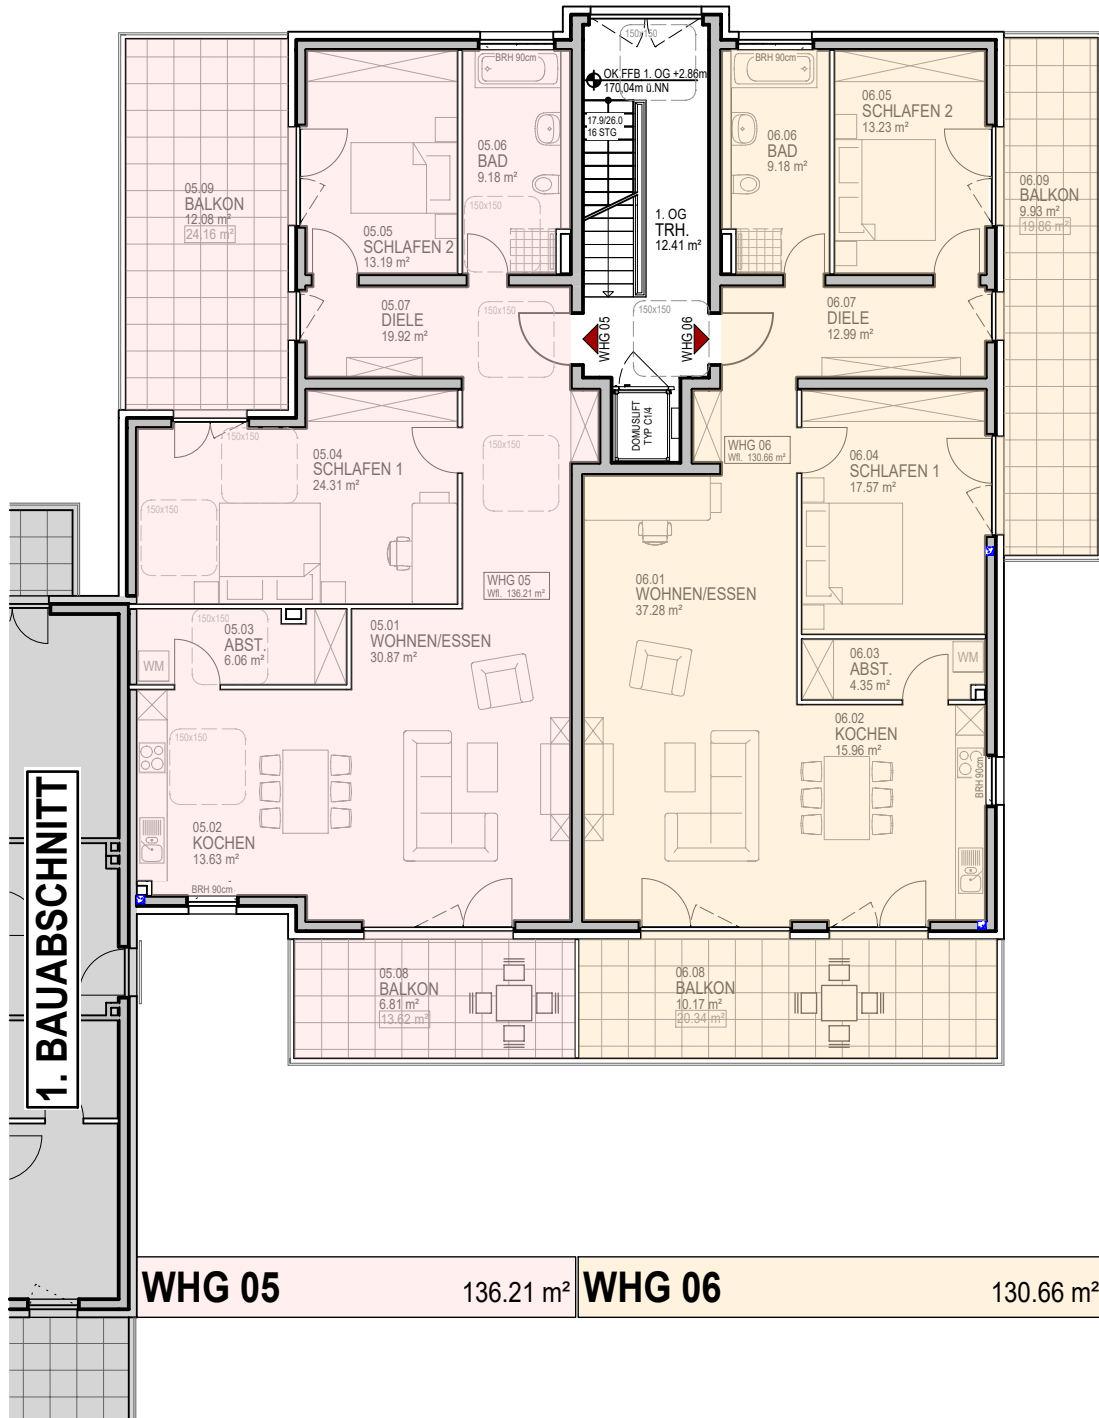 150x150
BRH 90cm
BRH 90cm
OK FFB 1. OG +2.86m
170,04m ü.NN
17.9/26.0
16 STG
05.06
BAD
9.18 m²
06.06
BAD
9.18 m²
06.05
SCHLAFEN 2
13.23 m²
05.09
BALKON
12.08 m²
24.16 m²
05.05
SCHLAFEN 2
13.19 m²
150x150
1. OG
TRH.
12.41 m²
06.09
BALKON
9.93 m²
19.86 m²
05.07
DIELE
19.92 m²
150x150
WHG 05
150x150
WHG 06
06.07
DIELE
12.99 m²
DOMUSLIFT
TYP C1/4
150x150
05.04
SCHLAFEN 1
24.31 m²
150x150
150x150
WHG 06
Wfl. 130.66 m²
06.04
SCHLAFEN 1
17.57 m²
WHG 05
Wfl. 136.21 m²
06.01
WOHNEN/ESSEN
37.28 m²
150x150
05.03
ABST.
6.06 m²
WM
05.01
WOHNEN/ESSEN
30.87 m²
06.03
ABST.
4.35 m²
WM
150x150
06.02
KOCHEN
15.96 m²
BRH 90cm
05.02
KOCHEN
13.63 m²
BRH 90cm
1. BAUABSCHNITT
05.08
BALKON
6.81 m²
13.62 m²
06.08
BALKON
10.17 m²
20.34 m²
WHG 05 136.21 m²
WHG 06 130.66 m²